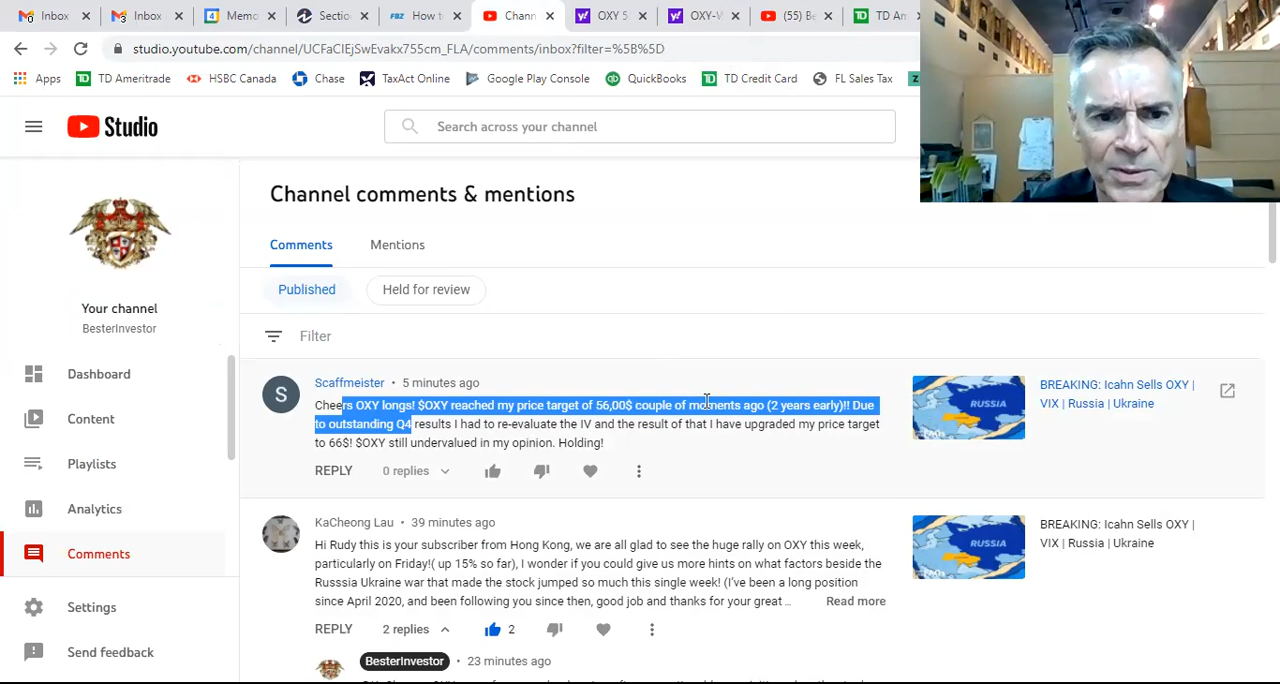 Inbox
Inbox
4 Memo
Sectio
FBZ How t
Chann
OXY 5
OXY-V
(55) Be
TD Am
studio.youtube.com/channel/UCFaCIEjSwEvakx755cm_FLA/comments/inbox?filter=%5B%5D
Apps TD Ameritrade HSBC Canada Chase TaxAct Online Google Play Console QuickBooks TD Credit Card FL Sales Tax
Studio
Search across your channel
Channel comments & mentions
Comments Mentions
Published Held for review
Filter
Your channel
BesterInvestor
Dashboard
Content
Playlists
Analytics
Comments
Settings
Send feedback
S
Scaffmeister • 5 minutes ago
Cheers OXY longs! $OXY reached my price target of 56,00$ couple of moments ago (2 years early)!! Due
to outstanding Q4 results I had to re-evaluate the IV and the result of that I have upgraded my price target
to 66$! $OXY still undervalued in my opinion. Holding!
REPLY 0 replies
BREAKING: Icahn Sells OXY |
VIX | Russia | Ukraine
RUSSIA
KaCheong Lau • 39 minutes ago
Hi Rudy this is your subscriber from Hong Kong, we are all glad to see the huge rally on OXY this week,
particularly on Friday!( up 15% so far), I wonder if you could give us more hints on what factors beside the
Russsia Ukraine war that made the stock jumped so much this single week! (I've been a long position
since April 2020, and been following you since then, good job and thanks for your great ... Read more
REPLY 2 replies 2
BREAKING: Icahn Sells OXY |
VIX | Russia | Ukraine
RUSSIA
BesterInvestor • 23 minutes ago